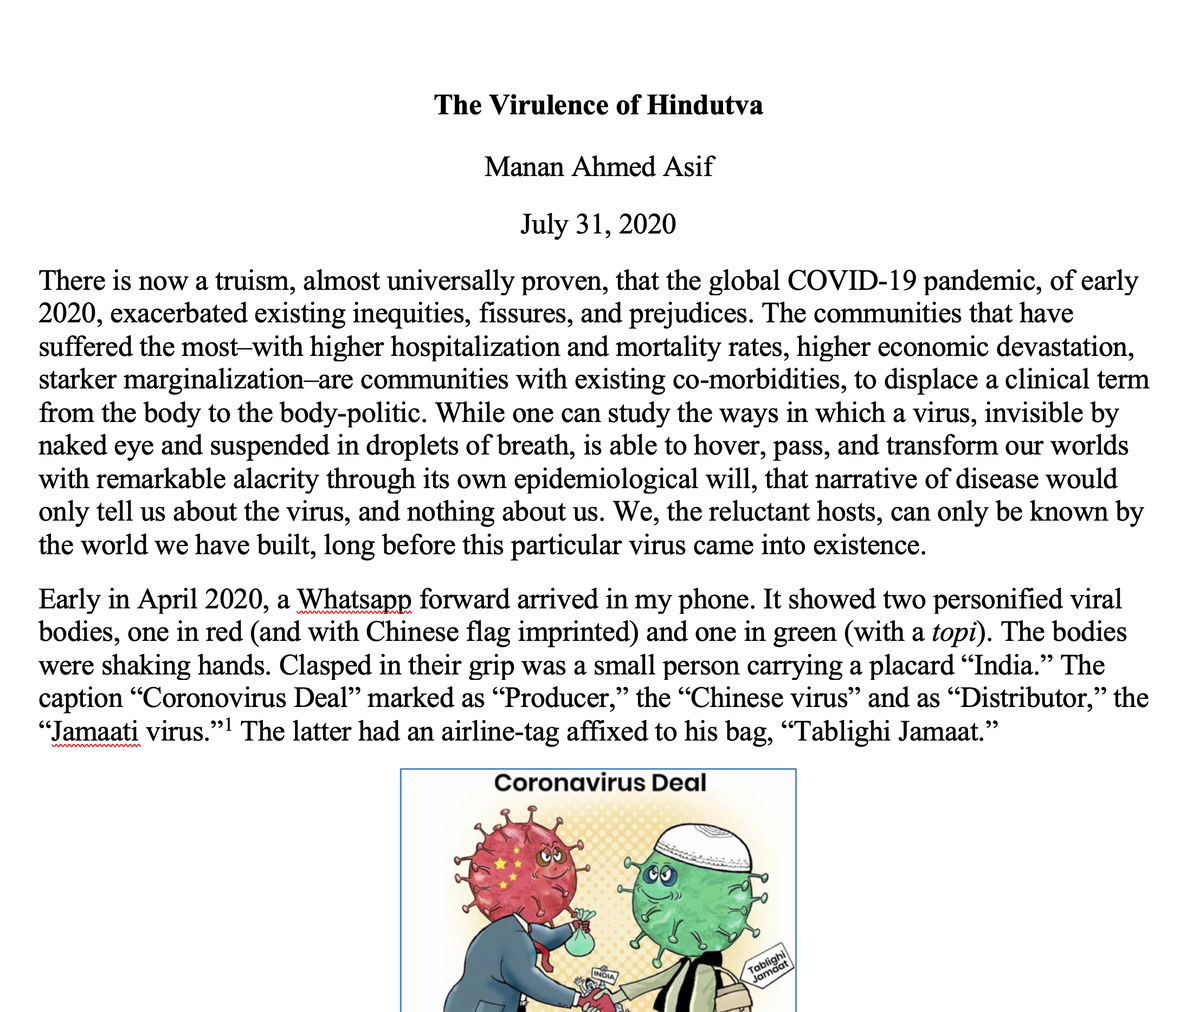 The Virulence of Hindutva
Manan Ahmed Asif
July 31, 2020
There is now a truism, almost universally proven, that the global COVID-19 pandemic, of early
2020, exacerbated existing inequities, fissures, and prejudices. The communities that have
suffered the most–with higher hospitalization and mortality rates, higher economic devastation,
starker marginalization–are communities with existing co-morbidities, to displace a clinical term
from the body to the body-politic. While one can study the ways in which a virus, invisible by
naked eye and suspended in droplets of breath, is able to hover, pass, and transform our worlds
with remarkable alacrity through its own epidemiological will, that narrative of disease would
only tell us about the virus, and nothing about us. We, the reluctant hosts, can only be known by
the world we have built, long before this particular virus came into existence.
Early in April 2020, a Whatsapp forward arrived in my phone. It showed two personified viral
bodies, one in red (and with Chinese flag imprinted) and one in green (with a topi). The bodies
were shaking hands. Clasped in their grip was a small person carrying a placard “India.” The
caption “Coronovirus Deal” marked as “Producer,” the “Chinese virus” and as “Distributor,” the
“Jamaati virus.”¹ The latter had an airline-tag affixed to his bag, “Tablighi Jamaat.”
Coronavirus Deal
Tablighi
Jamaat
INDIA